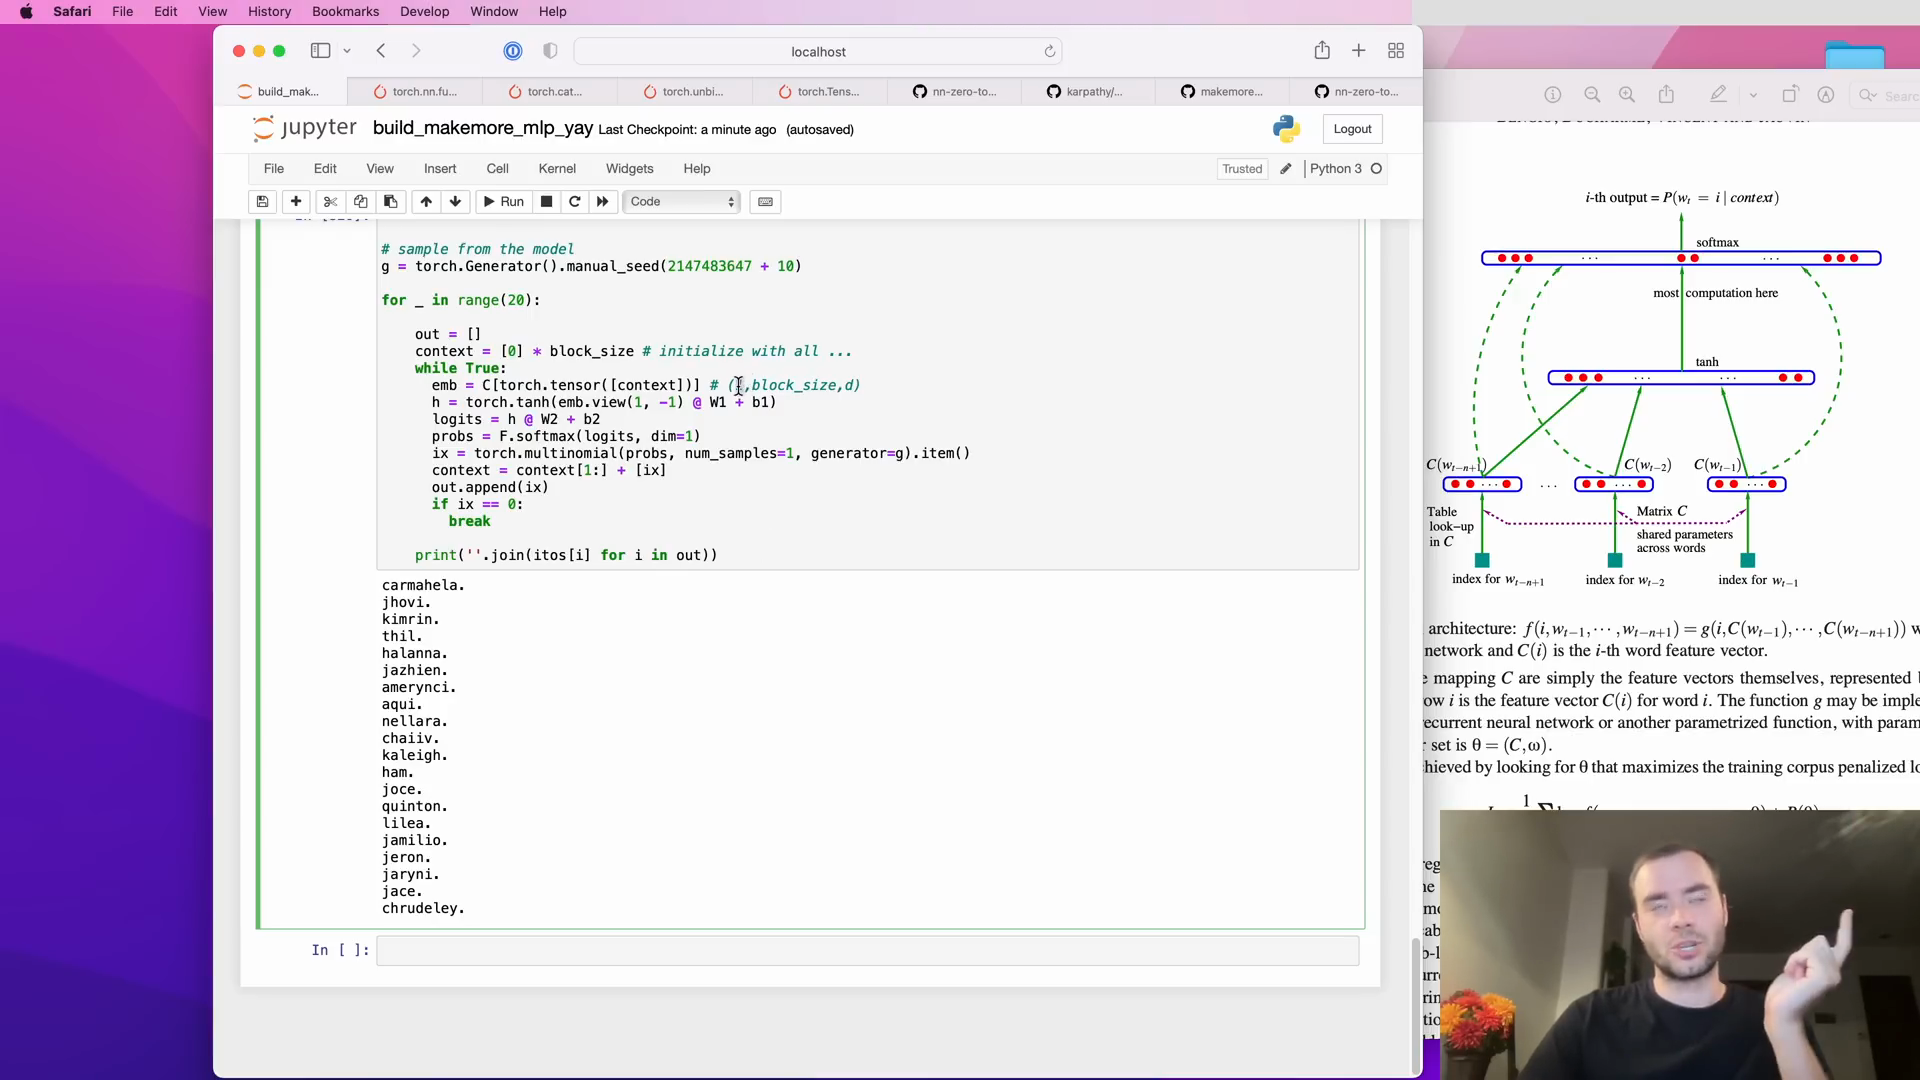 Safari File Edit View History Bookmarks Develop Window Help
localhost
build_mak... torch.nn.fu... torch.cat... torch.unbi... torch.Tens... nn-zero-to... karpathy/... makemore... nn-zero-to...
jupyter build_makemore_mlp_yay Last Checkpoint: a minute ago (autosaved)
Logout
File Edit View Insert Cell Kernel Widgets Help
Trusted Python 3
Run Code
# sample from the model
g = torch.Generator().manual_seed(2147483647 + 10)
for _ in range(20):
out = []
context = [0] * block_size # initialize with all ...
while True:
emb = C[torch.tensor([context])] # ( ,block_size,d)
h = torch.tanh(emb.view(1, -1) @ W1 + b1)
logits = h @ W2 + b2
probs = F.softmax(logits, dim=1)
ix = torch.multinomial(probs, num_samples=1, generator=g).item()
context = context[1:] + [ix]
out.append(ix)
if ix == 0:
break
print(''.join(itos[i] for i in out))
carmahela.
jhovi.
kimrin.
thil.
halanna.
jazhien.
amerynci.
aqui.
nellara.
chaiiv.
kaleigh.
ham.
joce.
quinton.
lilea.
jamilio.
jeron.
jaryni.
jace.
chrudeley.
In [ ]:
i-th output = P(w_t = i | context)
softmax
...
...
most computation here
tanh
...
...
C(w_{t−n+1})
C(w_{t−2})
C(w_{t−1})
...
...
...
...
Table look−up in C
Matrix C
shared parameters across words
index for w_{t−n+1}
index for w_{t−2}
index for w_{t−1}
architecture: f(i,w_{t−1},···,w_{t−n+1}) = g(i,C(w_{t−1}),···,C(w_{t−n+1})) w
network and C(i) is the i-th word feature vector.
mapping C are simply the feature vectors themselves, represented
ow i is the feature vector C(i) for word i. The function g may be imple
ecurrent neural network or another parametrized function, with param
set is θ = (C,ω).
hieved by looking for θ that maximizes the training corpus penalized lo